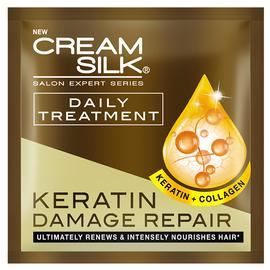 NEW
CREAM
SILK®
SALON EXPERT SERIES
DAILY
TREATMENT
KERATIN + COLLAGEN
KERATIN
DAMAGE REPAIR
ULTIMATELY RENEWS & INTENSELY NOURISHES HAIR*